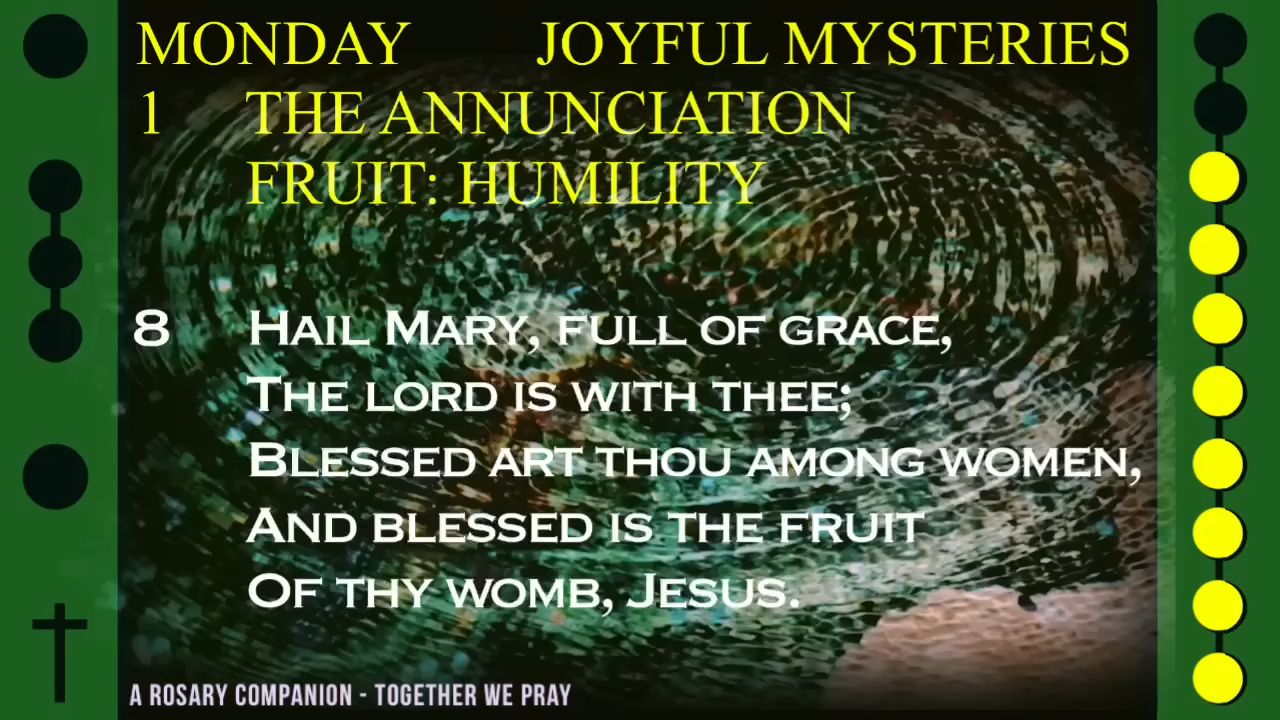 MONDAY JOYFUL MYSTERIES
1 THE ANNUNCIATION
FRUIT: HUMILITY
8 HAIL MARY, FULL OF GRACE,
THE LORD IS WITH THEE;
BLESSED ART THOU AMONG WOMEN,
AND BLESSED IS THE FRUIT
OF THY WOMB, JESUS.
A ROSARY COMPANION - TOGETHER WE PRAY